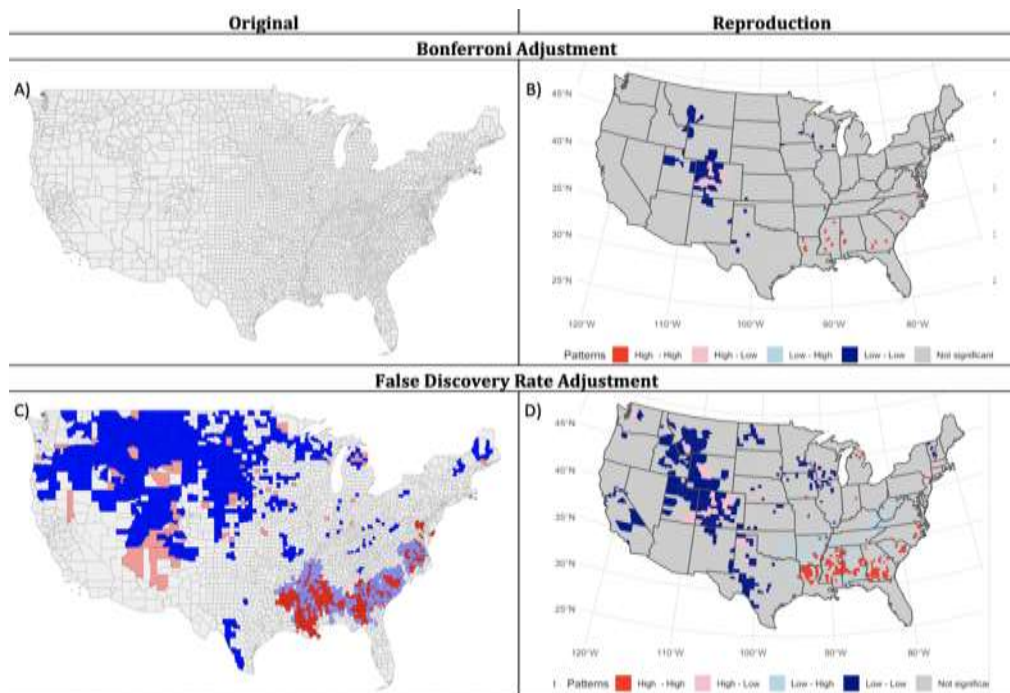 Original Reproduction
Bonferroni Adjustment
A) B)
45°N
40°N
35°N
30°N
25°N
120°W 110°W 100°W 90°W 80°W
Patterns High - High High - Low Low - High Low - Low Not significant
False Discovery Rate Adjustment
C) D)
45°N
40°N
35°N
30°N
25°N
120°W 110°W 100°W 90°W 80°W
Patterns High - High High - Low Low - High Low - Low Not significa